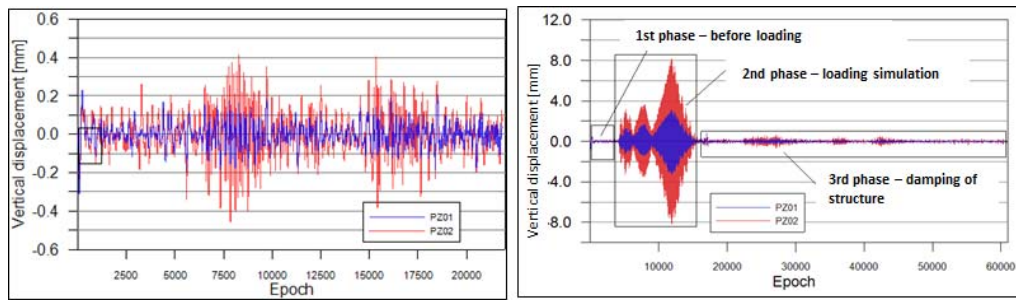 0.6
0.4
0.2
0.0
-0.2
-0.4
-0.6
Vertical displacement [mm]
PZ01
PZ02
2500
5000
7500
10000
12500
15000
17500
20000
Epoch
12.0
8.0
4.0
0.0
-4.0
-8.0
Vertical displacement [mm]
1st phase – before loading
2nd phase – loading simulation
3rd phase – damping of
structure
PZ01
PZ02
10000
20000
30000
40000
50000
60000
Epoch